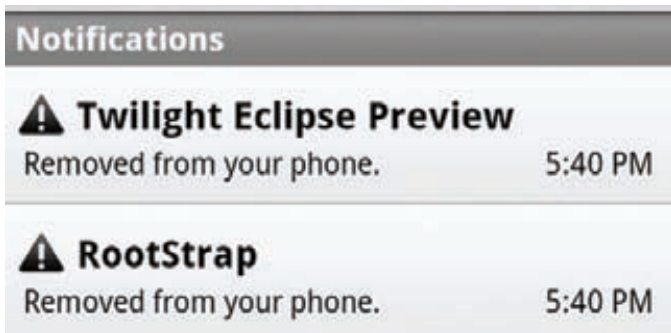 Notifications
Twilight Eclipse Preview
Removed from your phone. 5:40 PM
RootStrap
Removed from your phone. 5:40 PM